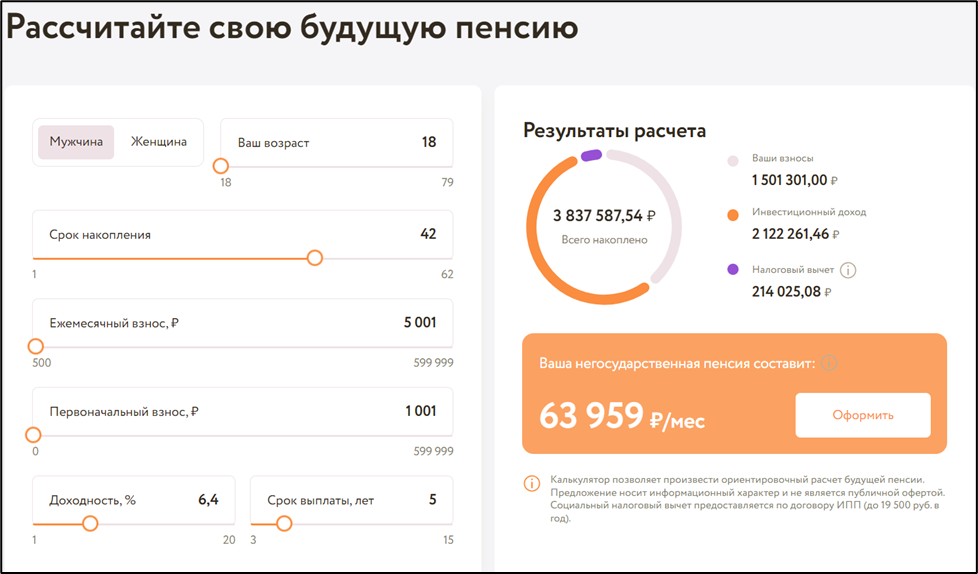 Рассчитайте свою будущую пенсию
Мужчина Женщина
Ваш возраст 18
18 79
Срок накопления 42
1 62
Ежемесячный взнос, ₽ 5 001
500 599 999
Первоначальный взнос, ₽ 1 001
0 599 999
Доходность, % 6,4
1 20
Срок выплаты, лет 5
3 15
Результаты расчета
3 837 587,54 ₽
Всего накоплено
Ваши взносы
1 501 301,00 ₽
Инвестиционный доход
2 122 261,46 ₽
Налоговый вычет i
214 025,08 ₽
Ваша негосударственная пенсия составит: i
63 959 ₽/мес
Оформить
i Калькулятор позволяет произвести ориентировочный расчет будущей пенсии.
Предложение носит информационный характер и не является публичной офертой.
Социальный налоговый вычет предоставляется по договору ИПП (до 19 500 руб. в
год).